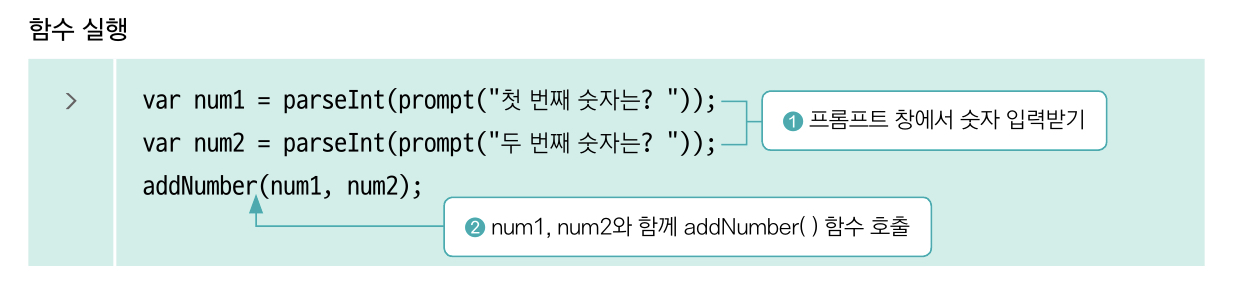 함수 실행
> var num1 = parseInt(prompt("첫 번째 숫자는? "));
❶ 프롬프트 창에서 숫자 입력받기
var num2 = parseInt(prompt("두 번째 숫자는? "));
addNumber(num1, num2);
❷ num1, num2와 함께 addNumber( ) 함수 호출